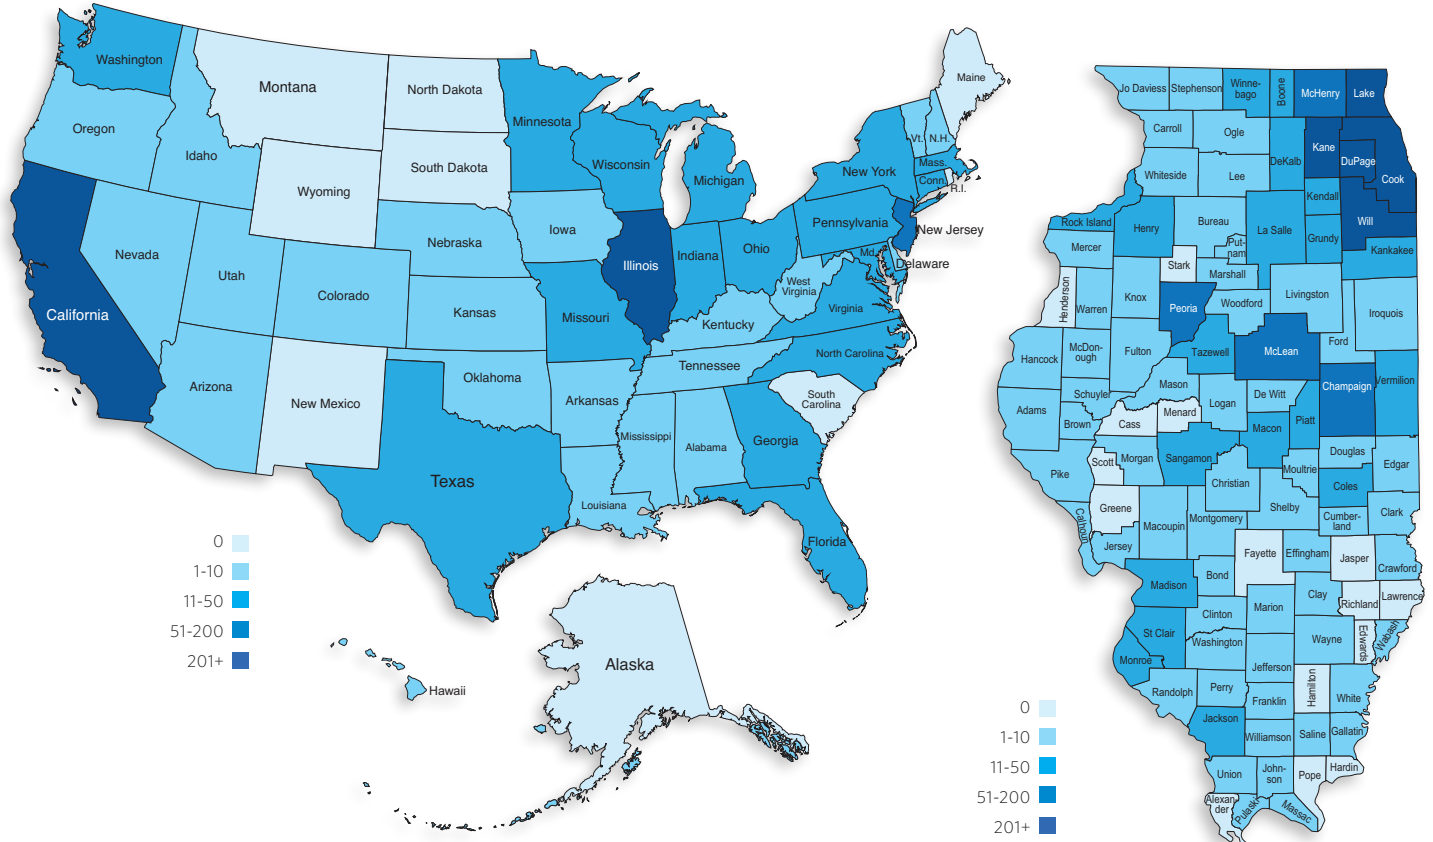 Washington
Montana
North Dakota
Minnesota
Maine
Oregon
Idaho
South Dakota
Wisconsin
Michigan
Vt.
N.H.
Mass.
New York
Conn.
R.I.
Wyoming
Nebraska
Iowa
Pennsylvania
New Jersey
Nevada
Utah
Colorado
Kansas
Illinois
Indiana
Ohio
Md.
Delaware
California
Missouri
West
Virginia
Virginia
Kentucky
Arizona
New Mexico
Oklahoma
Arkansas
Tennessee
North Carolina
South
Carolina
Texas
Mississippi
Alabama
Georgia
Louisiana
Florida
Alaska
Hawaii
0
1-10
11-50
51-200
201+
Jo Daviess
Stephenson
Winne-
bago
Boone
McHenry
Lake
Carroll
Ogle
DeKalb
Kane
DuPage
Cook
Whiteside
Lee
Kendall
Will
Rock Island
Henry
Bureau
La Salle
Grundy
Kankakee
Mercer
Put-
nam
Stark
Marshall
Henderson
Warren
Knox
Peoria
Woodford
Livingston
Iroquois
Ford
Hancock
McDon-
ough
Fulton
Tazewell
McLean
Champaign
Vermilion
Schuyler
Mason
Logan
De Witt
Piatt
Adams
Brown
Cass
Menard
Macon
Sangamon
Scott
Morgan
Moultrie
Douglas
Edgar
Pike
Christian
Coles
Greene
Macoupin
Montgomery
Shelby
Cumber-
land
Clark
Calhoun
Jersey
Fayette
Effingham
Jasper
Crawford
Madison
Bond
Clay
Richland
Lawrence
Clinton
Marion
St Clair
Washington
Wayne
Edwards
Wabash
Monroe
Jefferson
Randolph
Perry
Franklin
Hamilton
White
Jackson
Williamson
Saline
Gallatin
Union
John-
son
Pope
Hardin
Alexan-
der
Pulaski
Massac
0
1-10
11-50
51-200
201+